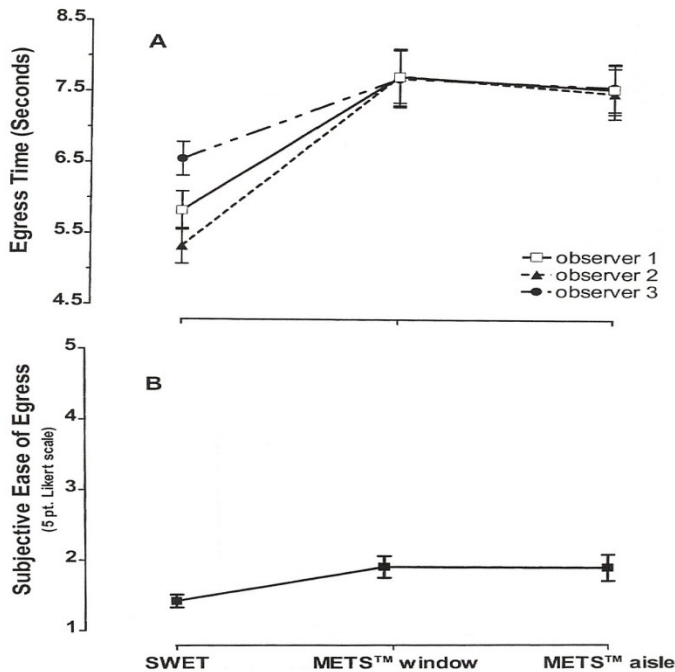 8.5
A
7.5
6.5
5.5
4.5
Egress Time (Seconds)
observer 1
observer 2
observer 3
5
B
4
3
2
1
Subjective Ease of Egress
(5 pt. Likert scale)
SWET
METS™ window
METS™ aisle